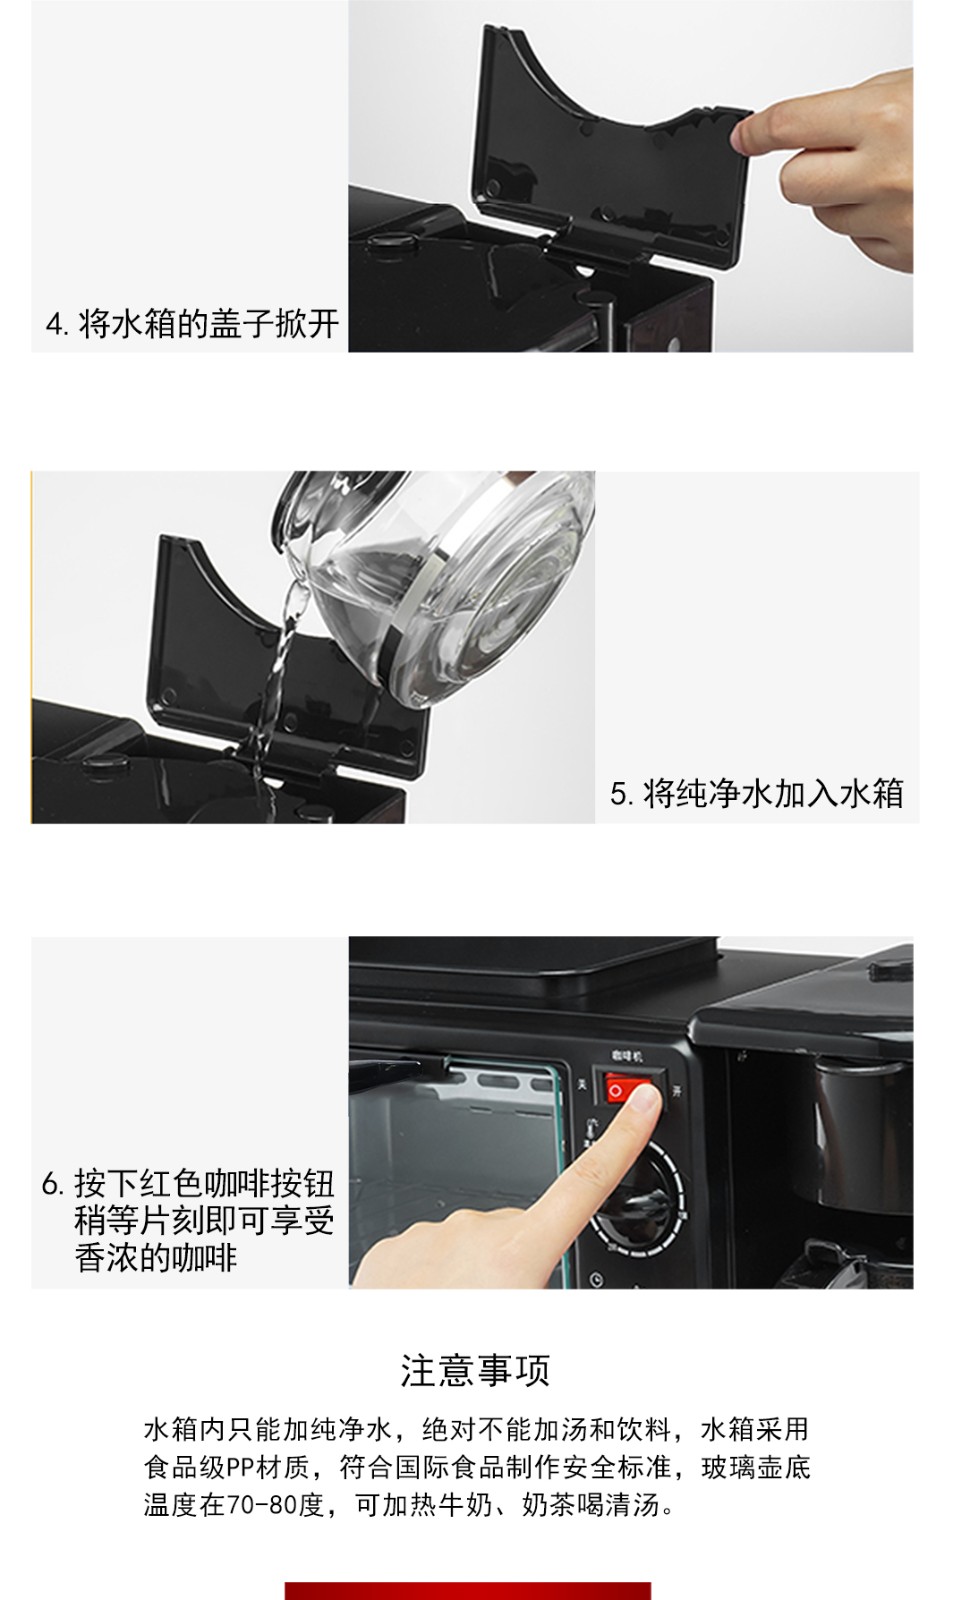 4. 将水箱的盖子掀开
5. 将纯净水加入水箱
咖啡机
关
开
6. 按下红色咖啡按钮
稍等片刻即可享受
香浓的咖啡
注意事项
水箱内只能加纯净水，绝对不能加汤和饮料，水箱采用
食品级PP材质，符合国际食品制作安全标准，玻璃壶底
温度在70-80度，可加热牛奶、奶茶喝清汤。